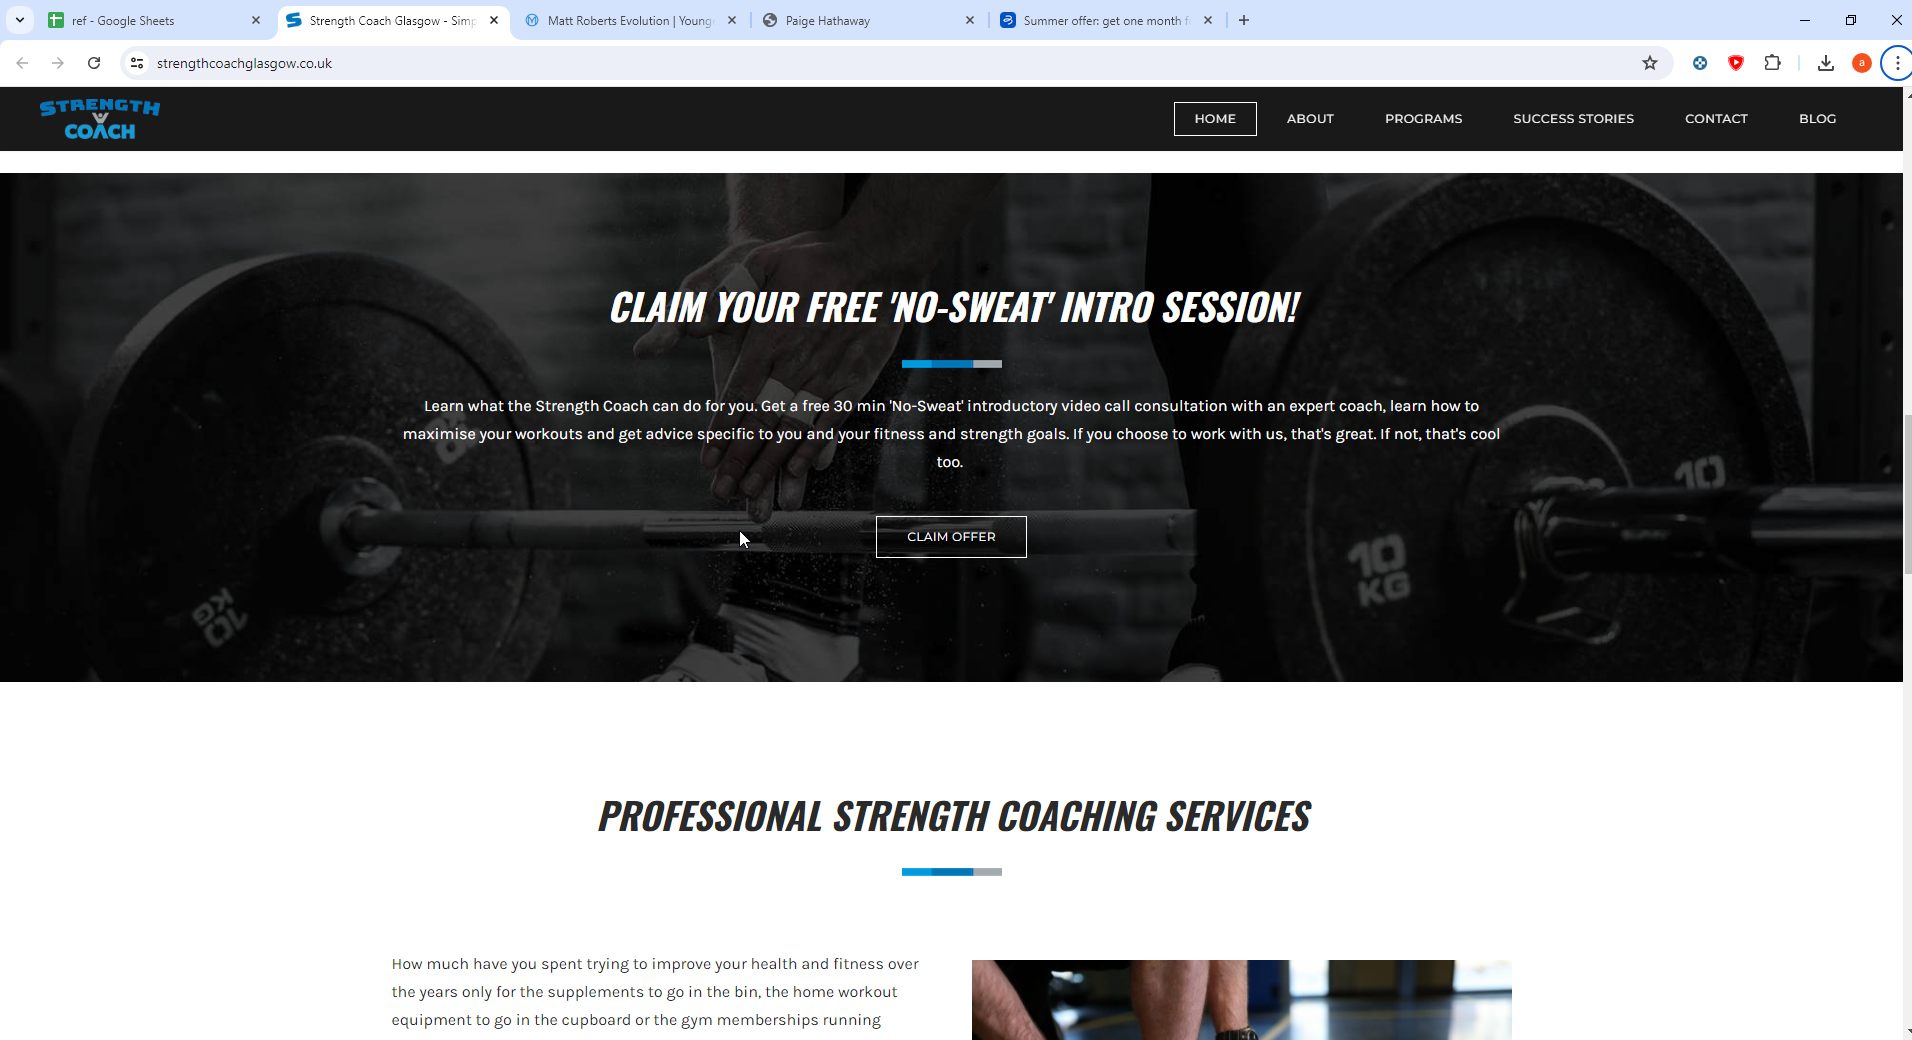 ref - Google Sheets
Strength Coach Glasgow - Simp
Matt Roberts Evolution | Young
Paige Hathaway
Summer offer: get one month f
strengthcoachglasgow.co.uk
a
STRENGTH
COACH
HOME
ABOUT
PROGRAMS
SUCCESS STORIES
CONTACT
BLOG
CLAIM YOUR FREE 'NO-SWEAT' INTRO SESSION!
Learn what the Strength Coach can do for you. Get a free 30 min 'No-Sweat' introductory video call consultation with an expert coach, learn how to
maximise your workouts and get advice specific to you and your fitness and strength goals. If you choose to work with us, that's great. If not, that's cool
too.
CLAIM OFFER
10
10
KG
10
KG
PROFESSIONAL STRENGTH COACHING SERVICES
How much have you spent trying to improve your health and fitness over
the years only for the supplements to go in the bin, the home workout
equipment to go in the cupboard or the gym memberships running